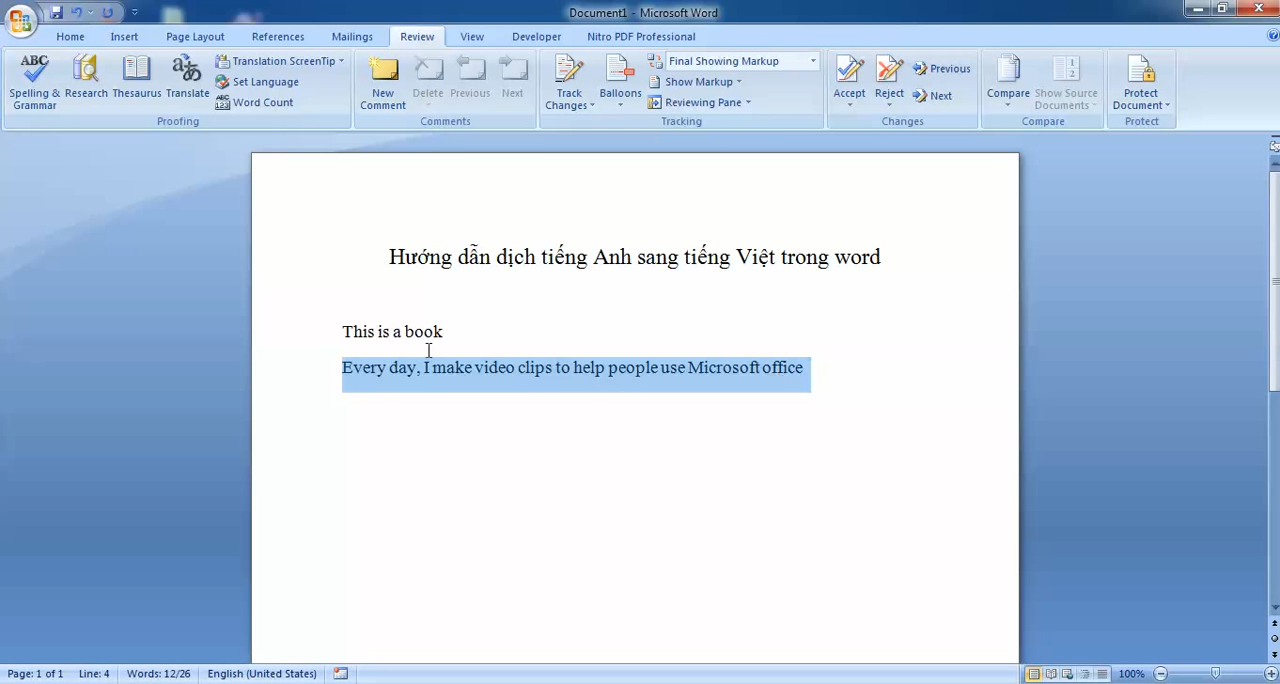 Document1 - Microsoft Word
Home Insert Page Layout References Mailings Review View Developer Nitro PDF Professional
ABC
Spelling & Grammar
Research
Thesaurus
Translate
Translation ScreenTip
Set Language
Word Count
Proofing
New Comment
Delete
Previous
Next
Comments
Track Changes
Balloons
Final Showing Markup
Show Markup
Reviewing Pane
Tracking
Accept
Reject
Previous
Next
Changes
Compare
Show Source Documents
Compare
Protect Document
Protect
Hướng dẫn dịch tiếng Anh sang tiếng Việt trong word
This is a book
Every day, I make video clips to help people use Microsoft office
Page: 1 of 1 Line: 4 Words: 12/26 English (United States) 100%